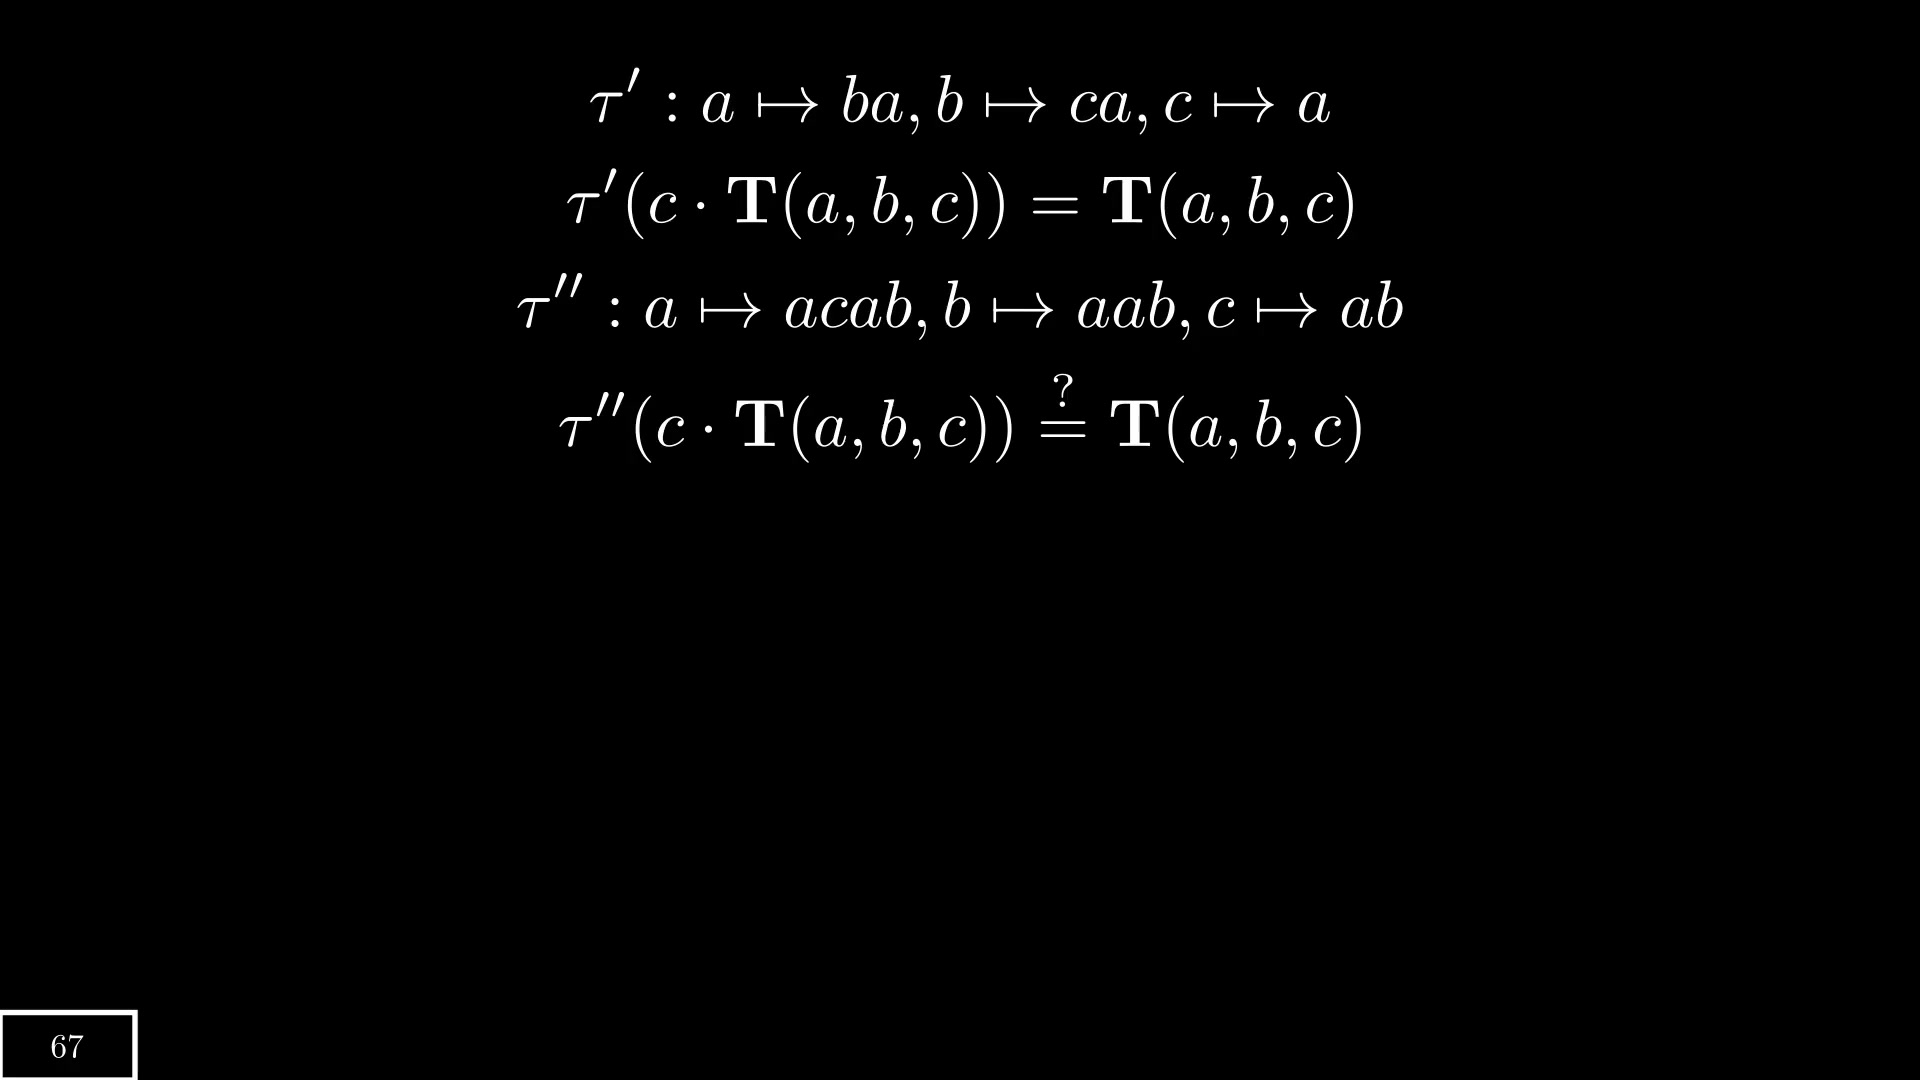 τ′ : a ↦ ba, b ↦ ca, c ↦ a
τ′(c · T(a, b, c)) = T(a, b, c)
τ″ : a ↦ acab, b ↦ aab, c ↦ ab
τ″(c · T(a, b, c)) ≟ T(a, b, c)
67